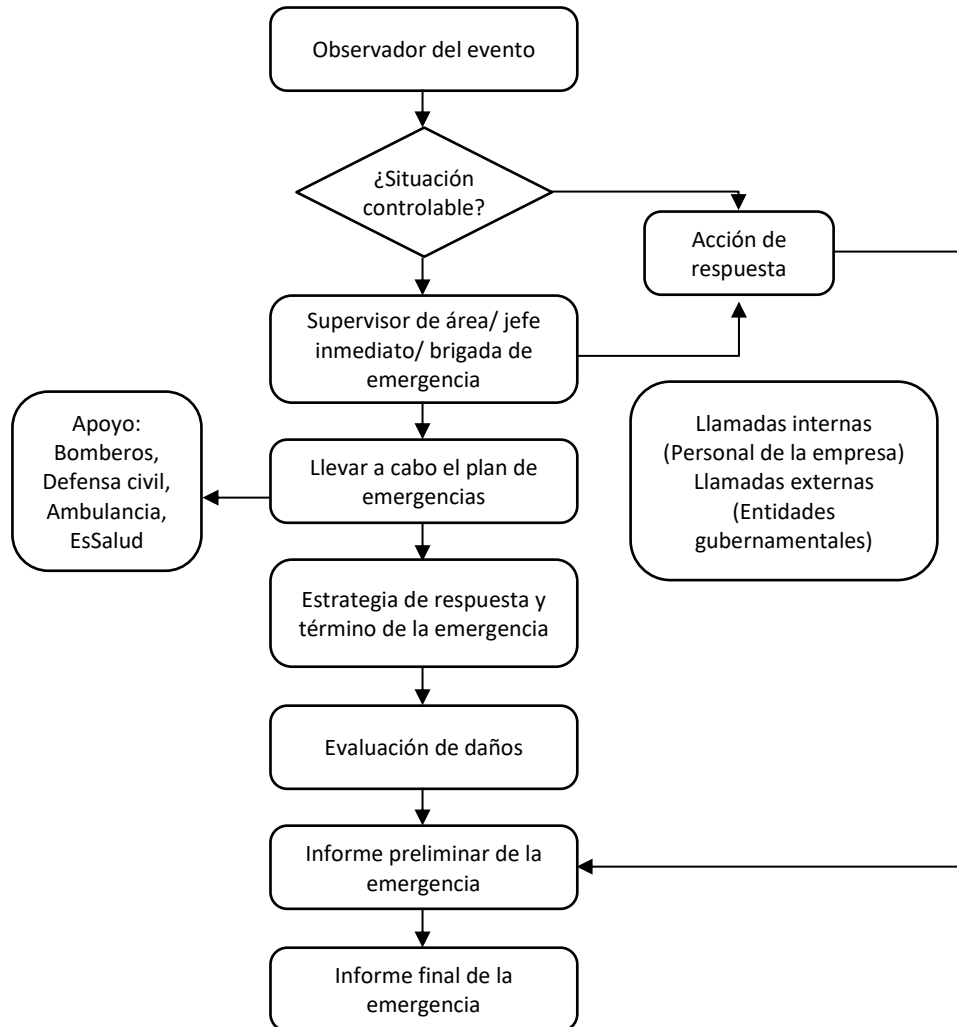 Observador del evento
¿Situación
controlable?
Acción de
respuesta
Supervisor de área/ jefe
inmediato/ brigada de
emergencia
Apoyo:
Bomberos,
Defensa civil,
Ambulancia,
EsSalud
Llevar a cabo el plan de
emergencias
Llamadas internas
(Personal de la empresa)
Llamadas externas
(Entidades
gubernamentales)
Estrategia de respuesta y
término de la emergencia
Evaluación de daños
Informe preliminar de la
emergencia
Informe final de la
emergencia